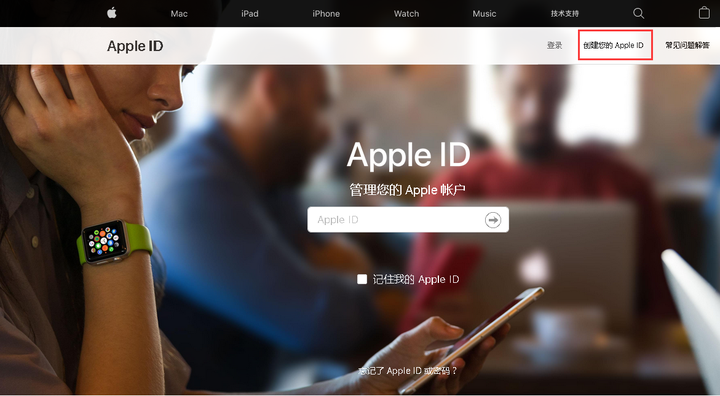 Mac iPad iPhone Watch Music 技术支持
Apple ID 登录 创建您的 Apple ID 常见问题解答
Apple ID
管理您的 Apple 帐户
Apple ID
记住我的 Apple ID
忘记了 Apple ID 或密码？